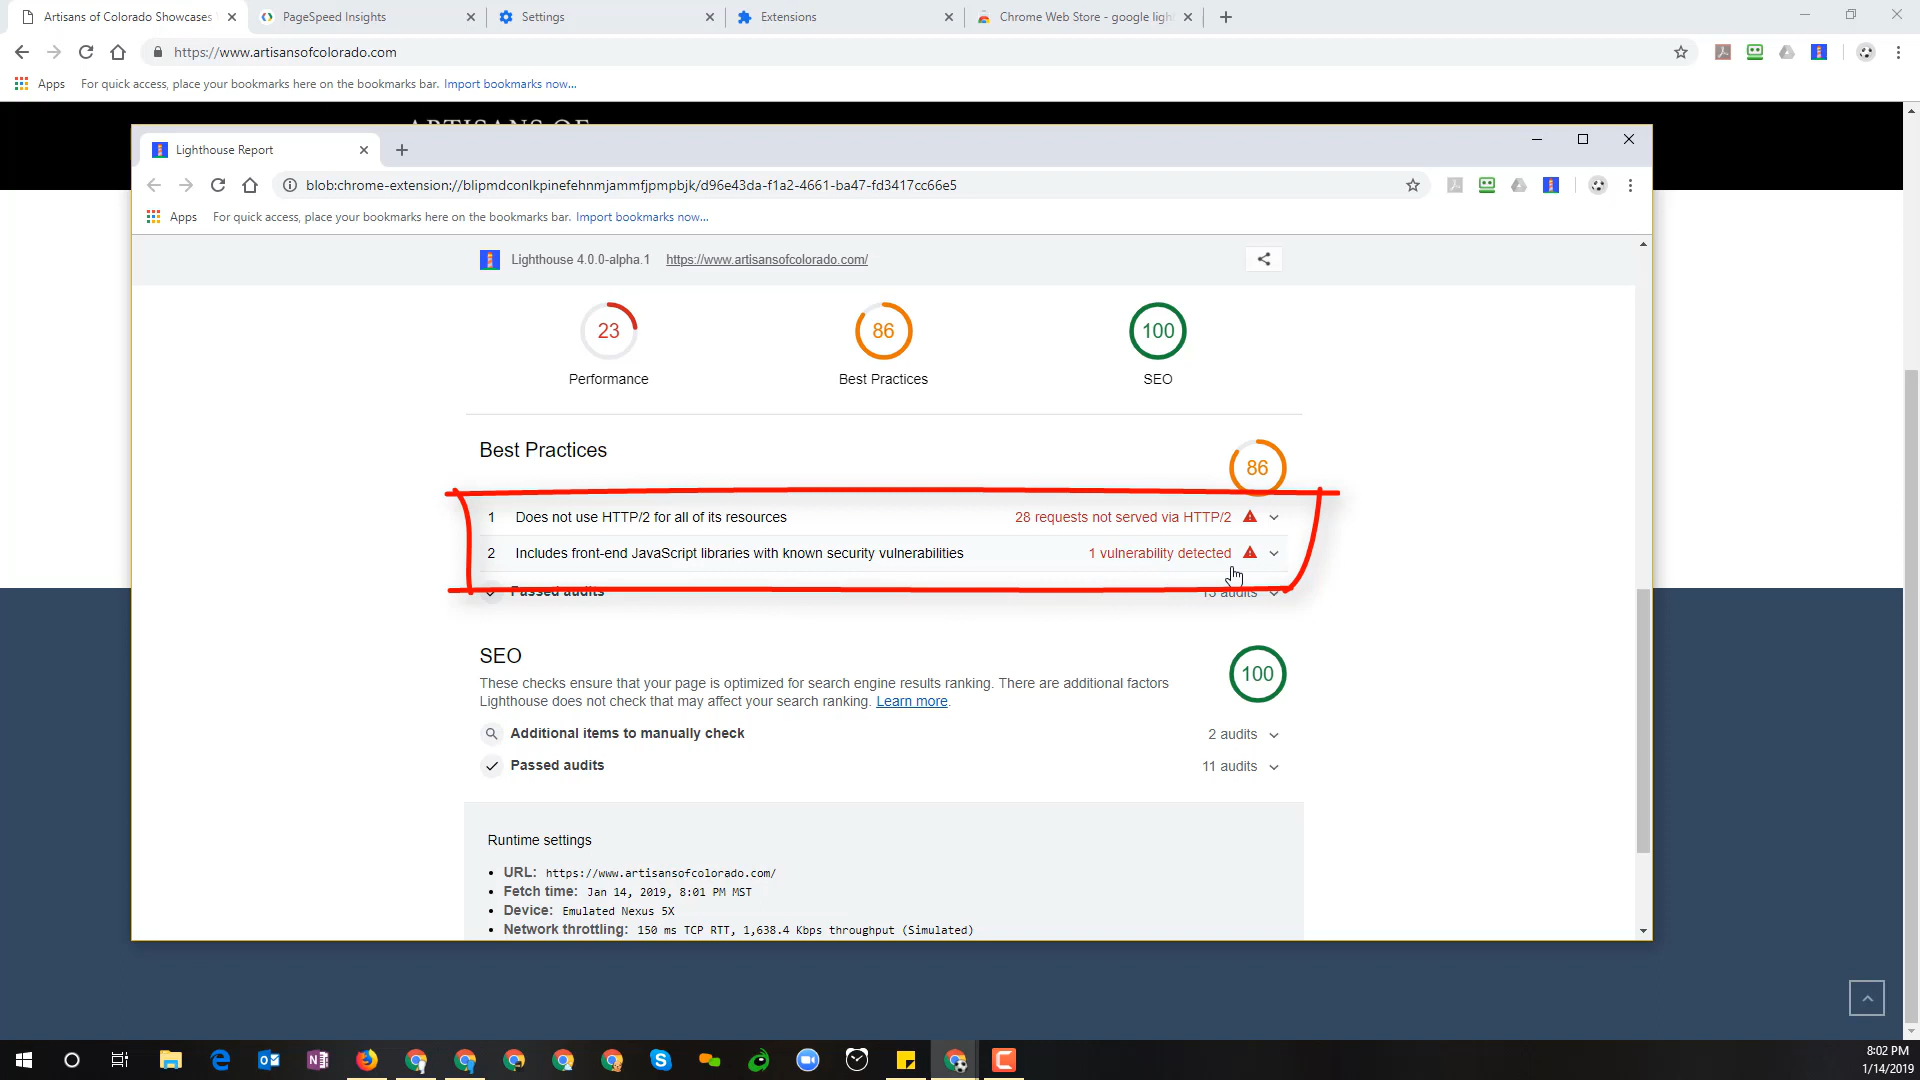 Artisans of Colorado Showcases
PageSpeed Insights
Settings
Extensions
Chrome Web Store - google ligh
https://www.artisansofcolorado.com
Apps
For quick access, place your bookmarks here on the bookmarks bar. Import bookmarks now...
ARTISANS OF
Lighthouse Report
blob:chrome-extension://blipmdconlkpinefehnmjammfjpmpbjk/d96e43da-f1a2-4661-ba47-fd3417cc66e5
Apps
For quick access, place your bookmarks here on the bookmarks bar. Import bookmarks now...
Lighthouse 4.0.0-alpha.1 https://www.artisansofcolorado.com/
23 86 100
Performance Best Practices SEO
Best Practices
86
1 Does not use HTTP/2 for all of its resources 28 requests not served via HTTP/2
2 Includes front-end JavaScript libraries with known security vulnerabilities 1 vulnerability detected
Passed audits 13 audits
SEO
100
These checks ensure that your page is optimized for search engine results ranking. There are additional factors
Lighthouse does not check that may affect your search ranking. Learn more.
Additional items to manually check 2 audits
Passed audits 11 audits
Runtime settings
• URL: https://www.artisansofcolorado.com/
• Fetch time: Jan 14, 2019, 8:01 PM MST
• Device: Emulated Nexus 5X
• Network throttling: 150 ms TCP RTT, 1,638.4 Kbps throughput (Simulated)
8:02 PM
1/14/2019